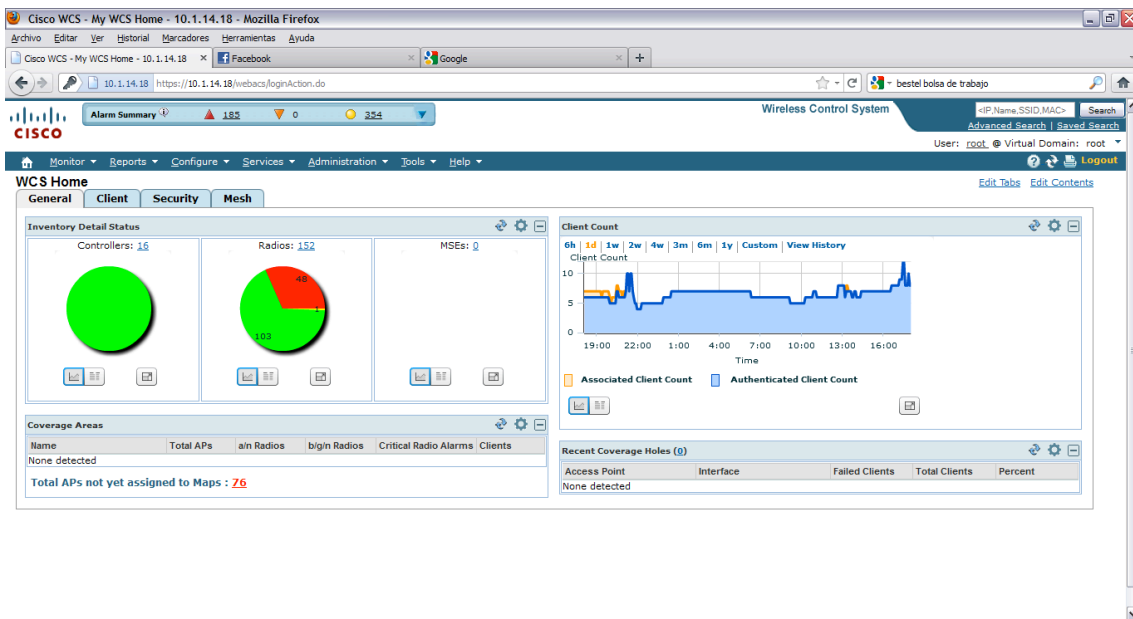 Cisco WCS - My WCS Home - 10.1.14.18 - Mozilla Firefox
Archivo Editar Ver Historial Marcadores Herramientas Ayuda
Cisco WCS - My WCS Home - 10.1.14.18 × Facebook × Google × +
10.1.14.18 https://10.1.14.18/webacs/loginAction.do bestel bolsa de trabajo
CISCO Alarm Summary 185 0 354 Wireless Control System <IP,Name,SSID,MAC> Search
Advanced Search | Saved Search
User: root @ Virtual Domain: root
Monitor Reports Configure Services Administration Tools Help Logout
WCS Home Edit Tabs Edit Contents
General Client Security Mesh
Inventory Detail Status
Controllers: 16 Radios: 152 MSEs: 0
48
1
103
Client Count
6h | 1d | 1w | 2w | 4w | 3m | 6m | 1y | Custom | View History
Client Count
10
5
0
19:00 22:00 1:00 4:00 7:00 10:00 13:00 16:00
Time
Associated Client Count Authenticated Client Count
Coverage Areas
Name Total APs a/n Radios b/g/n Radios Critical Radio Alarms Clients
None detected
Total APs not yet assigned to Maps : 76
Recent Coverage Holes (0)
Access Point Interface Failed Clients Total Clients Percent
None detected